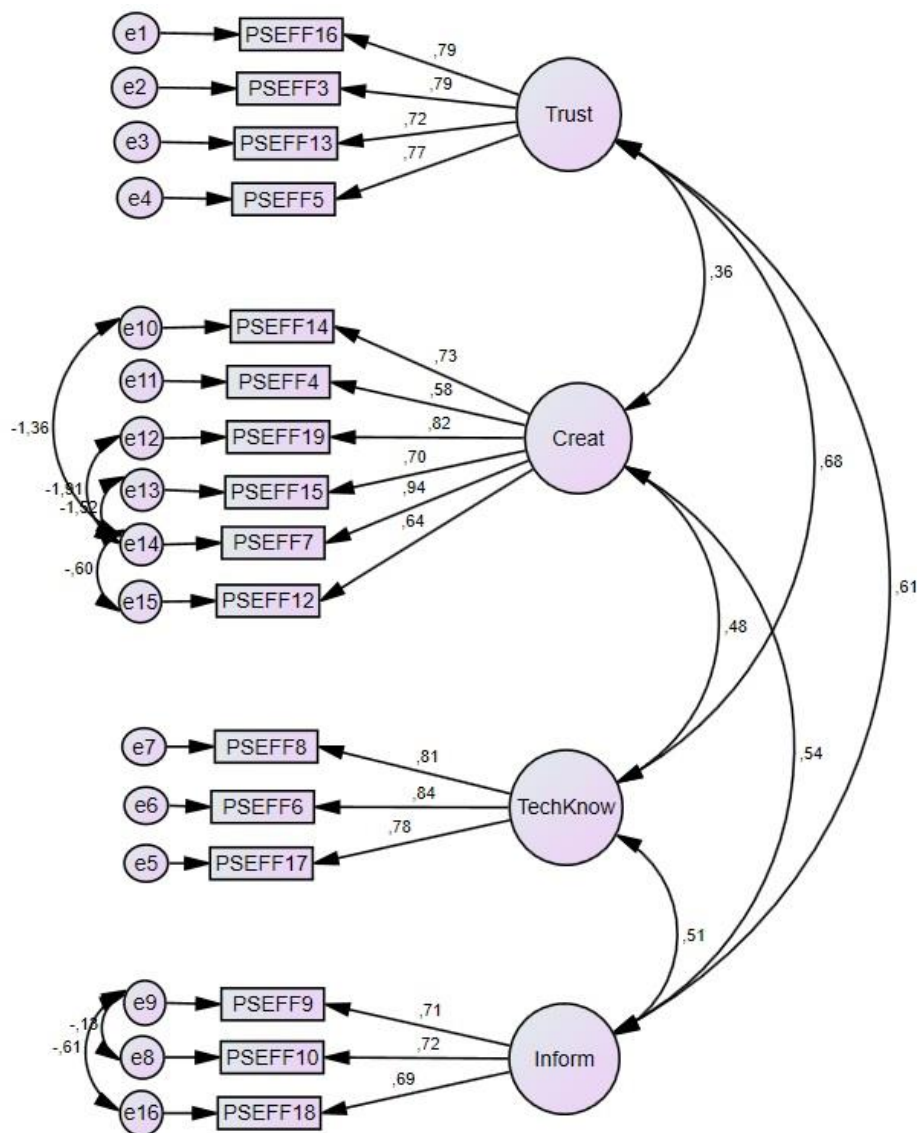 e1 PSEFF16
,79
e2 PSEFF3
,79
Trust
e3 PSEFF13
,72
e4 PSEFF5
,77
,36
e10 PSEFF14
,73
e11 PSEFF4
,58
-1,36
e12 PSEFF19
,82
Creat
,68
-1,91
e13 PSEFF15
,70
-1,52
e14 PSEFF7
,94
-,60
e15 PSEFF12
,64
,61
,48
e7 PSEFF8
,81
,54
e6 PSEFF6
,84
TechKnow
e5 PSEFF17
,78
,51
e9 PSEFF9
,71
-,13
-,61
e8 PSEFF10
,72
Inform
e16 PSEFF18
,69